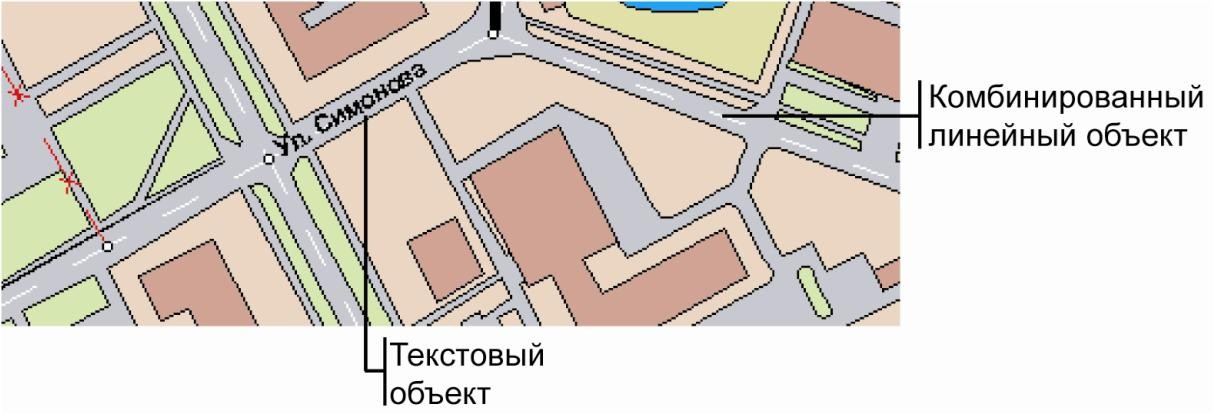 Ул. Симонова
Комбинированный
линейный объект
Текстовый
объект